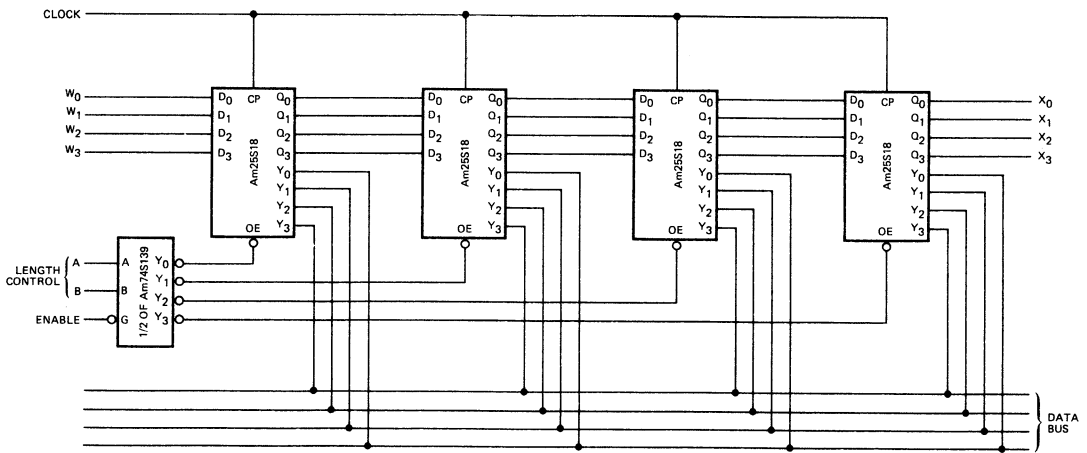 CLOCK
W0
W1
W2
W3
D0 CP Q0
D1 Q1
D2 Q2
D3 Q3
Y0
Y1
Y2
Y3
Am25S18
OE
D0 CP Q0
D1 Q1
D2 Q2
D3 Q3
Y0
Y1
Y2
Y3
Am25S18
OE
D0 CP Q0
D1 Q1
D2 Q2
D3 Q3
Y0
Y1
Y2
Y3
Am25S18
OE
D0 CP Q0
D1 Q1
D2 Q2
D3 Q3
Y0
Y1
Y2
Y3
Am25S18
OE
X0
X1
X2
X3
LENGTH
CONTROL
A
B
ENABLE
A Y0
Y1
B Y2
G Y3
1/2 OF Am74S139
DATA
BUS